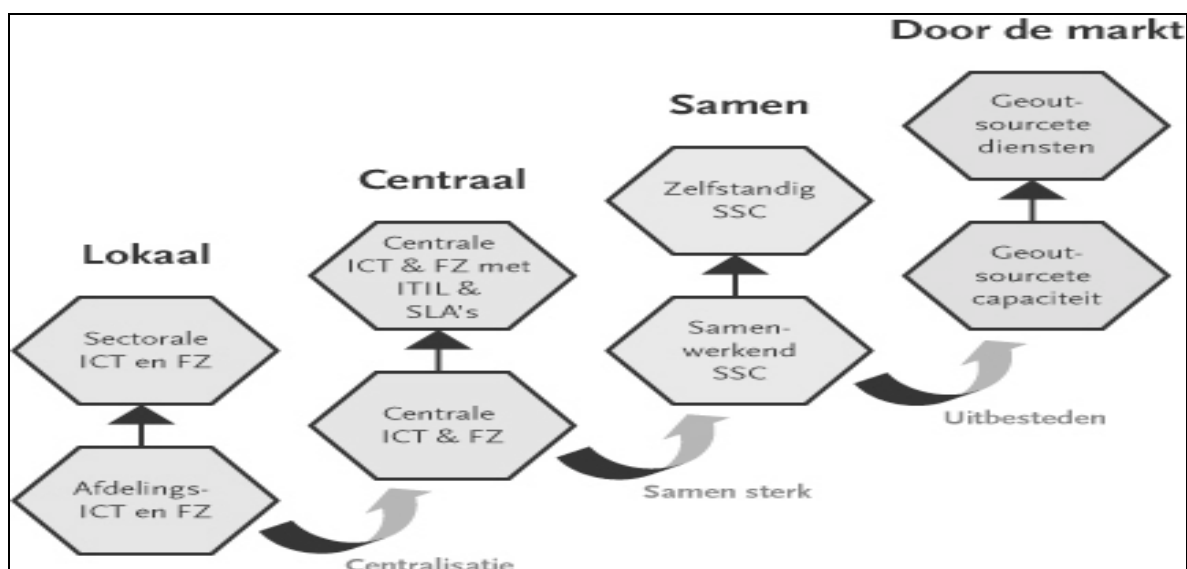 Door de markt
Geout-
sourcete
diensten
Geout-
sourcete
capaciteit
Samen
Zelfstandig
SSC
Samen-
werkend
SSC
Uitbesteden
Centraal
Centrale
ICT & FZ met
ITIL &
SLA's
Centrale
ICT & FZ
Samen sterk
Lokaal
Sectorale
ICT en FZ
Afdelings-
ICT en FZ
Centralisatie